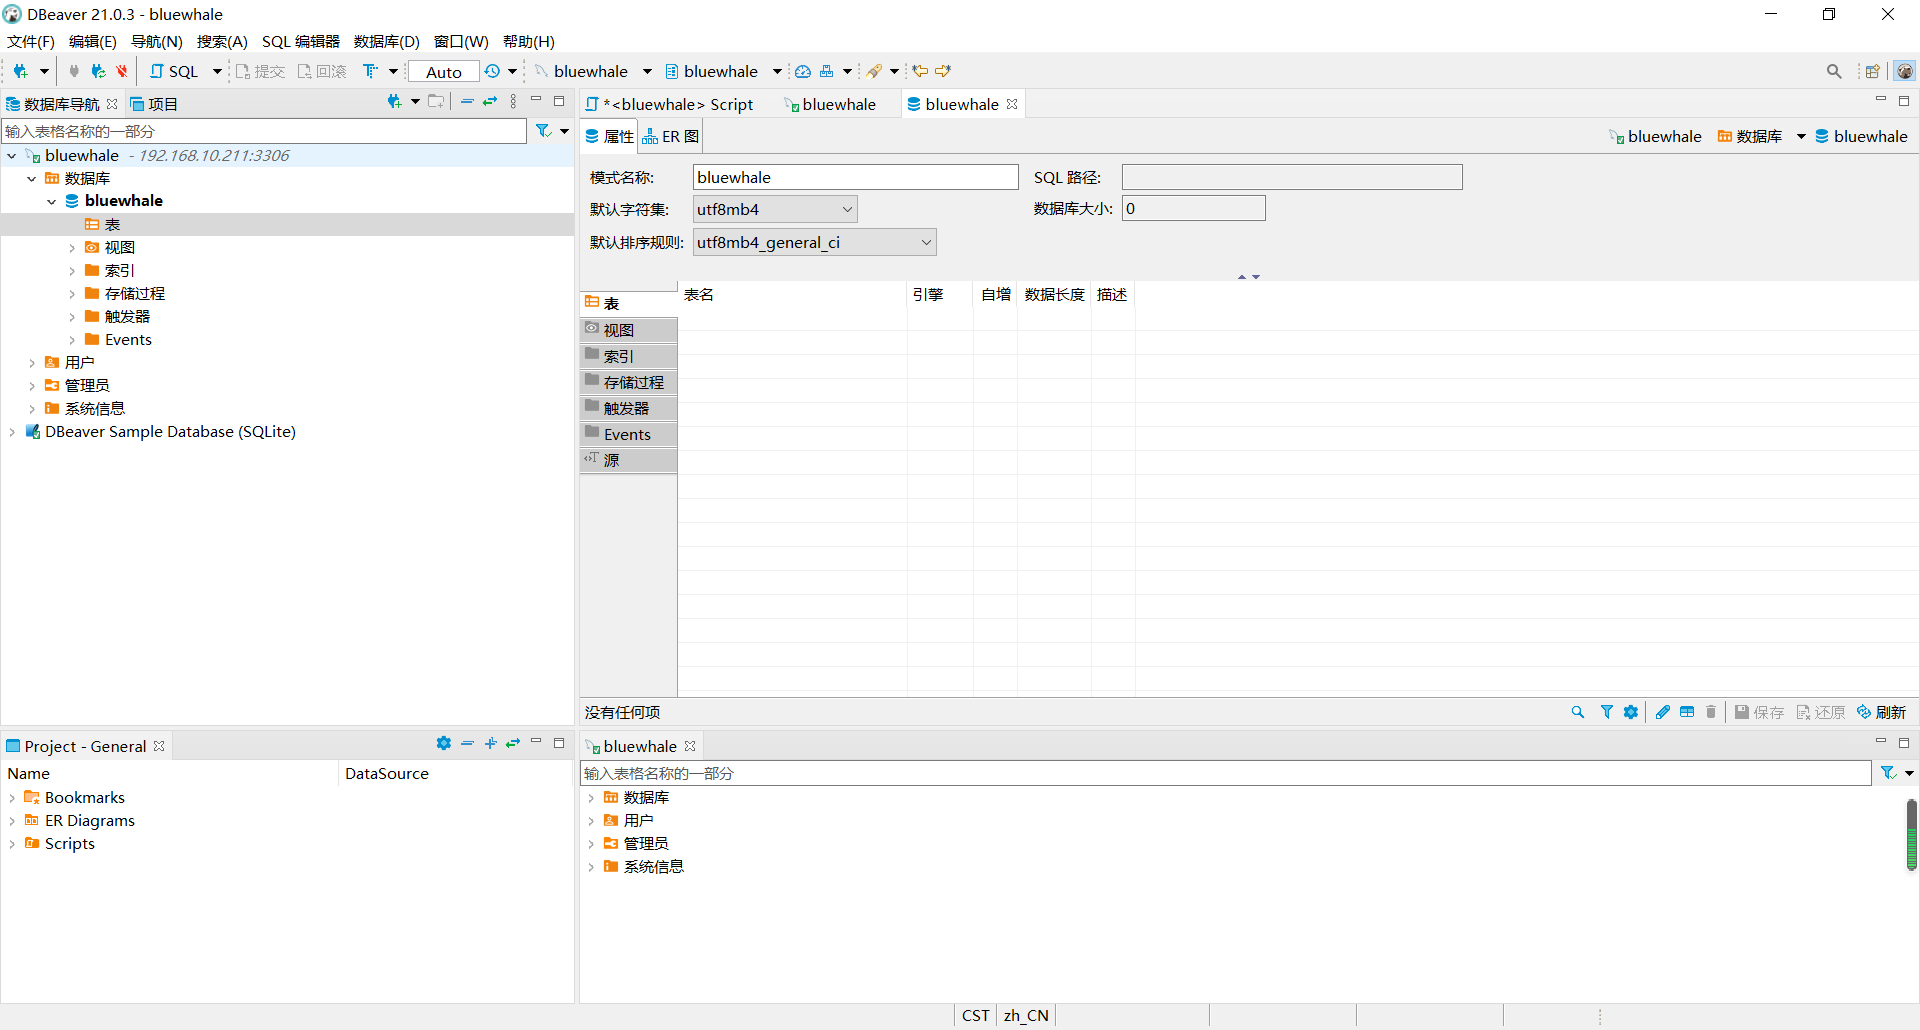 DBeaver 21.0.3 - bluewhale
文件(F) 编辑(E) 导航(N) 搜索(A) SQL 编辑器 数据库(D) 窗口(W) 帮助(H)
SQL 提交 回滚 Auto bluewhale bluewhale
数据库导航 项目
输入表格名称的一部分
bluewhale - 192.168.10.211:3306
数据库
bluewhale
表
视图
索引
存储过程
触发器
Events
用户
管理员
系统信息
DBeaver Sample Database (SQLite)
*<bluewhale> Script bluewhale bluewhale
属性 ER 图 bluewhale 数据库 bluewhale
模式名称: bluewhale SQL 路径:
默认字符集: utf8mb4 数据库大小: 0
默认排序规则: utf8mb4_general_ci
表名 引擎 自增 数据长度 描述
表
视图
索引
存储过程
触发器
Events
源
没有任何项 保存 还原 刷新
Project - General
Name DataSource
Bookmarks
ER Diagrams
Scripts
bluewhale
输入表格名称的一部分
数据库
用户
管理员
系统信息
CST zh_CN